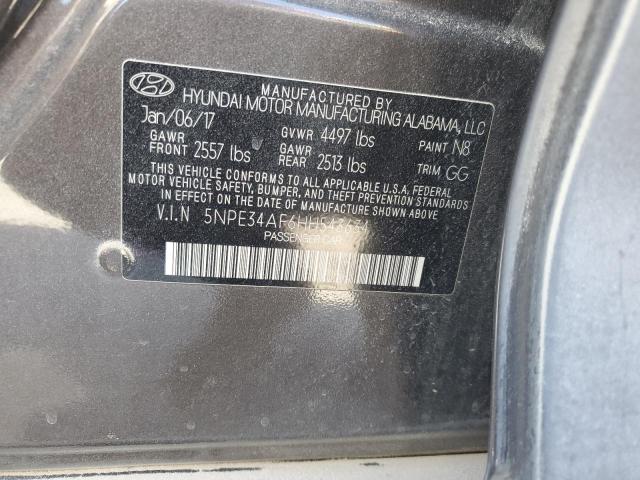 MANUFACTURED BY
HYUNDAI MOTOR MANUFACTURING ALABAMA, LLC
Jan/06/17 GVWR 4497 lbs PAINT N8
GAWR FRONT 2557 lbs GAWR REAR 2513 lbs TRIM GG
THIS VEHICLE CONFORMS TO ALL APPLICABLE U.S.A. FEDERAL
MOTOR VEHICLE SAFETY, BUMPER, AND THEFT PREVENTION STANDARDS
IN EFFECT ON THE DATE OF MANUFACTURE SHOWN ABOVE.
V.I.N
PASSENGER CAR